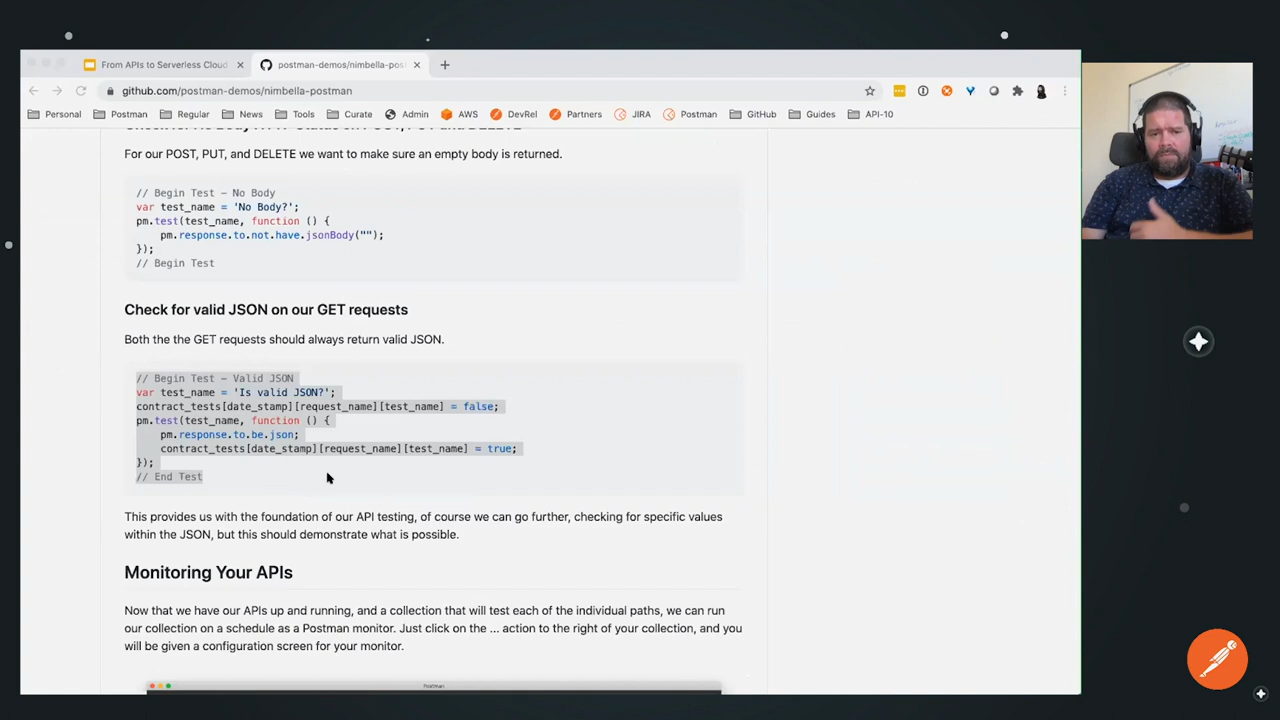 From APIs to Serverless Cloud
postman-demos/nimbella-pos
github.com/postman-demos/nimbella-postman
Personal Postman Regular News Tools Curate Admin AWS DevRel Partners JIRA Postman GitHub Guides API-10
For our POST, PUT, and DELETE we want to make sure an empty body is returned.
// Begin Test – No Body
var test_name = 'No Body?';
pm.test(test_name, function () {
pm.response.to.not.have.jsonBody("");
});
// Begin Test
Check for valid JSON on our GET requests
Both the the GET requests should always return valid JSON.
// Begin Test – Valid JSON
var test_name = 'Is valid JSON?';
contract_tests[date_stamp][request_name][test_name] = false;
pm.test(test_name, function () {
pm.response.to.be.json;
contract_tests[date_stamp][request_name][test_name] = true;
});
// End Test
This provides us with the foundation of our API testing, of course we can go further, checking for specific values
within the JSON, but this should demonstrate what is possible.
Monitoring Your APIs
Now that we have our APIs up and running, and a collection that will test each of the individual paths, we can run
our collection on a schedule as a Postman monitor. Just click on the ... action to the right of your collection, and you
will be given a configuration screen for your monitor.
Postman